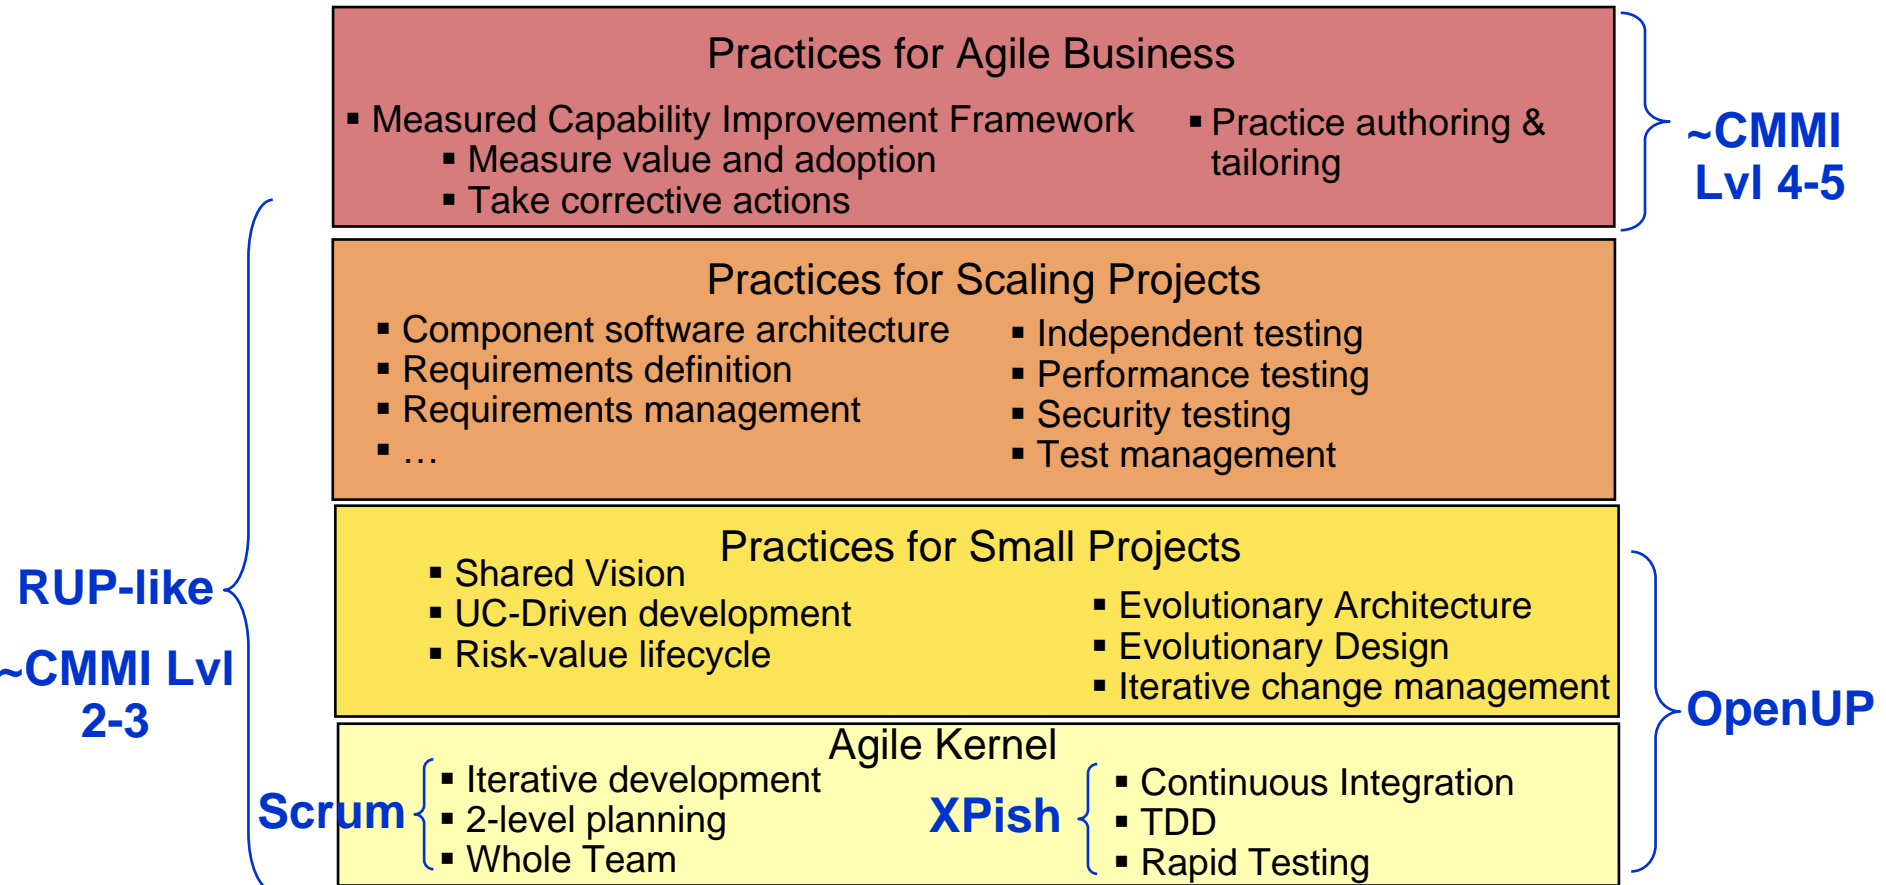 Practices for Agile Business
▪ Measured Capability Improvement Framework
▪ Measure value and adoption
▪ Take corrective actions
▪ Practice authoring &
tailoring
~CMMI
Lvl 4-5
Practices for Scaling Projects
▪ Component software architecture
▪ Requirements definition
▪ Requirements management
▪ …
▪ Independent testing
▪ Performance testing
▪ Security testing
▪ Test management
RUP-like
~CMMI Lvl
2-3
Practices for Small Projects
▪ Shared Vision
▪ UC-Driven development
▪ Risk-value lifecycle
▪ Evolutionary Architecture
▪ Evolutionary Design
▪ Iterative change management
OpenUP
Agile Kernel
Scrum
▪ Iterative development
▪ 2-level planning
▪ Whole Team
XPish
▪ Continuous Integration
▪ TDD
▪ Rapid Testing